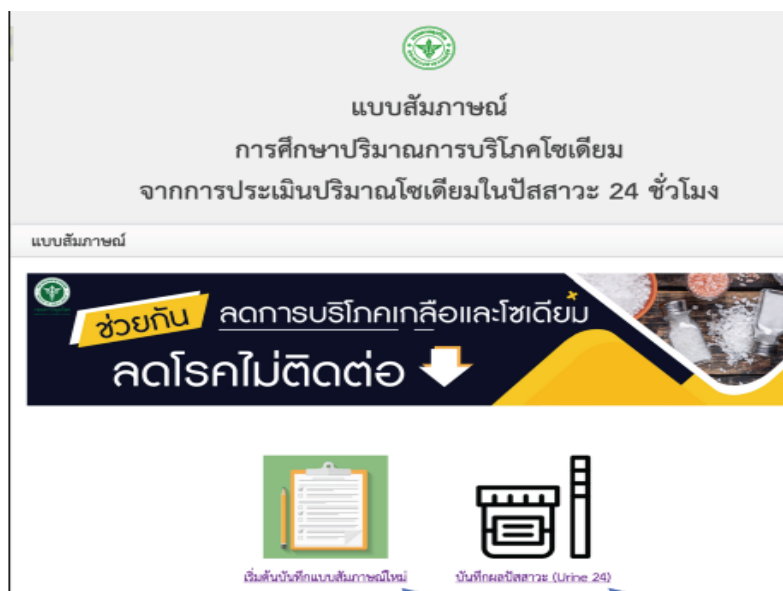 แบบสัมภาษณ์
การศึกษาปริมาณการบริโภคโซเดียม
จากการประเมินปริมาณโซเดียมในปัสสาวะ 24 ชั่วโมง
แบบสัมภาษณ์
ช่วยกัน ลดการบริโภคเกลือและโซเดียม
ลดโรคไม่ติดต่อ
เริ่มต้นบันทึกแบบสัมภาษณ์ใหม่
บันทึกผลปัสสาวะ (Urine 24)